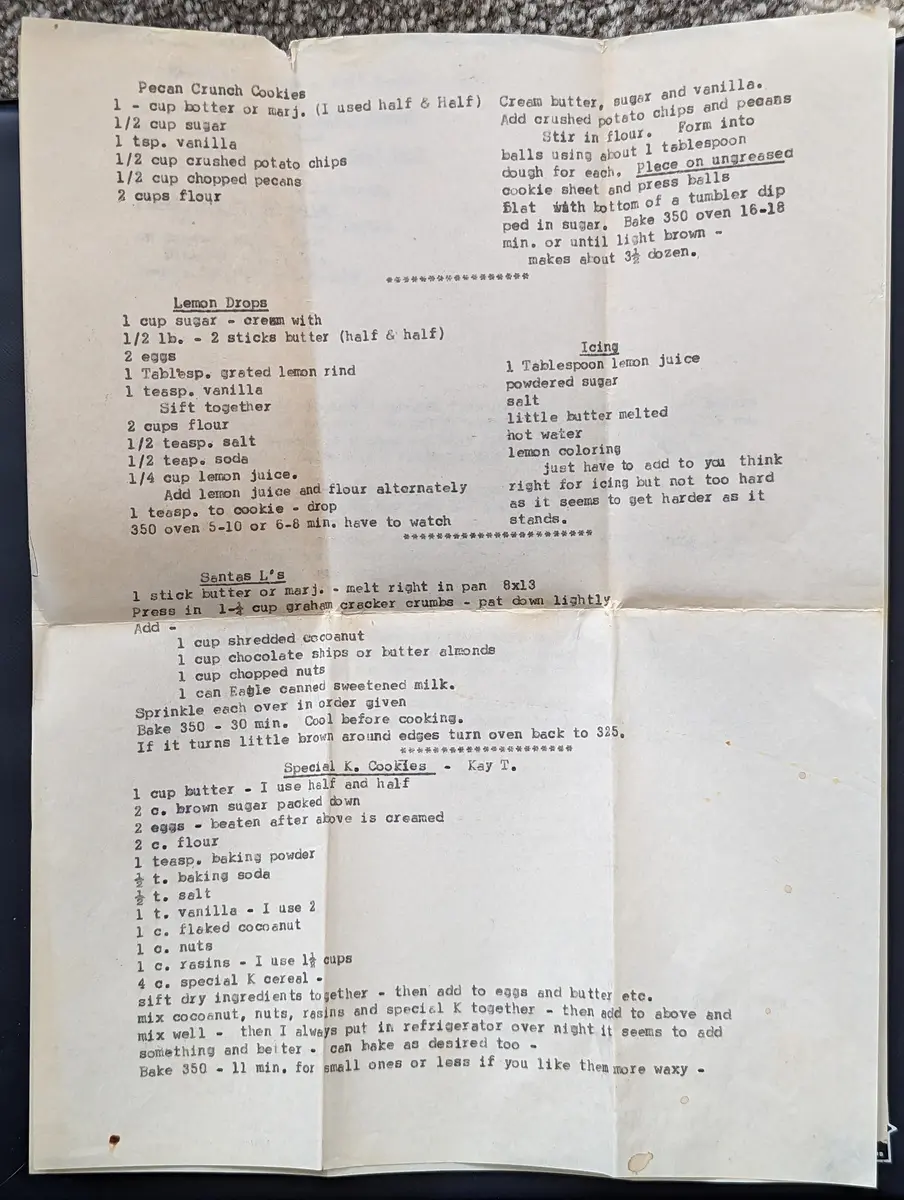 Pecan Crunch Cookies
1 - cup botter or marj. (I used half & Half)
1/2 cup sugar
1 tsp. vanilla
1/2 cup crushed potato chips
1/2 cup chopped pecans
2 cups flour
Cream butter, sugar and vanilla.
Add crushed potato chips and pecans
Stir in flour. Form into
balls using about 1 tablespoon
dough for each. Place on ungreased
cookie sheet and press balls
flat with bottom of a tumbler dip
ped in sugar. Bake 350 oven 16-18
min. or until light brown -
makes about 3½ dozen.
*****************
Lemon Drops
1 cup sugar - cream with
1/2 lb. - 2 sticks butter (half & half)
2 eggs
1 Tablesp. grated lemon rind
1 teasp. vanilla
Sift together
2 cups flour
1/2 teasp. salt
1/2 teap. soda
1/4 cup lemon juice.
Add lemon juice and flour alternately
1 teasp. to cookie - drop
350 oven 5-10 or 6-8 min. have to watch
Icing
1 Tablespoon lemon juice
powdered sugar
salt
little butter melted
hot water
lemon coloring
just have to add to you think
right for icing but not too hard
as it seems to get harder as it
stands.
***********************
Santas L's
1 stick butter or marj. - melt right in pan 8x13
Press in 1-¼ cup graham cracker crumbs - pat down lightly
Add -
1 cup shredded cocoanut
1 cup chocolate ships or butter almonds
1 cup chopped nuts
1 can Eagle canned sweetened milk.
Sprinkle each over in order given
Bake 350 - 30 min. Cool before cooking.
If it turns little brown around edges turn oven back to 325.
*********************
Special K. Cookies - Kay T.
1 cup butter - I use half and half
2 c. brown sugar packed down
2 eggs - beaten after above is creamed
2 c. flour
1 teasp. baking powder
½ t. baking soda
½ t. salt
1 t. vanilla - I use 2
1 c. flaked cocoanut
1 c. nuts
1 c. rasins - I use 1½ cups
4 c. special K cereal -
sift dry ingredients together - then add to eggs and butter etc.
mix cocoanut, nuts, rasins and special K together - then add to above and
mix well - then I always put in refrigerator over night it seems to add
something and better - can bake as desired too -
Bake 350 - 11 min. for small ones or less if you like them more waxy -